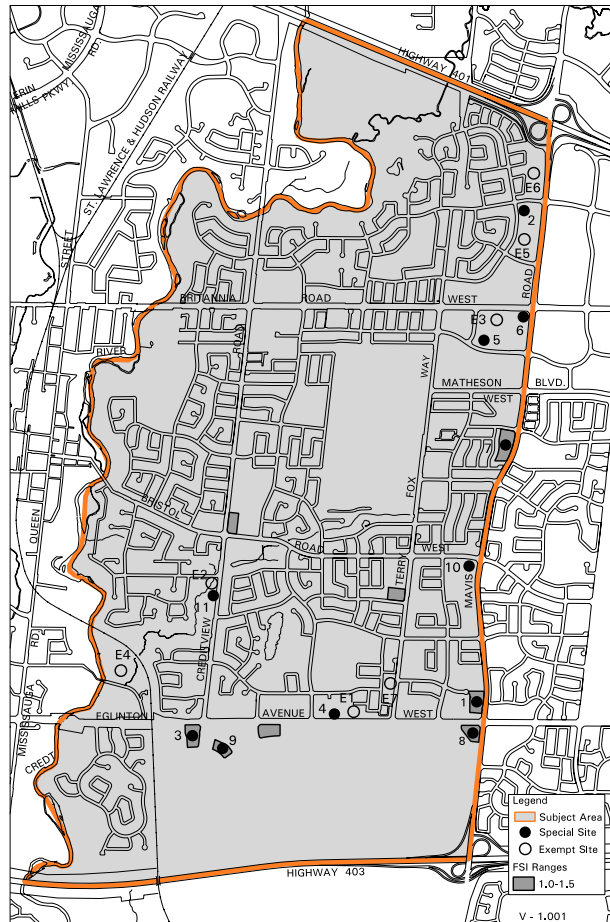 HIGHWAY 401
MISSISSAUGA
RD.
ERIN
MILLS PKWY
ST. LAWRENCE & HUDSON RAILWAY
E6
2
E5
STREET
ROAD
BRITANNIA ROAD WEST
E3
6
5
RIVER
ROAD
WAY
MATHESON BLVD.
WEST
7
BRISTOL
FOX
QUEEN
ROAD WEST
TERRY
10
MAVIS
E2
11
CREDITVIEW
E4
RD.
MISSISSAUGA
E1
E7
1
4
EGLINTON AVENUE WEST
3
9
8
CREDT
HIGHWAY 403
Legend
Subject Area
Special Site
Exempt SIte
FSI Ranges
1.0-1.5
V - 1.001